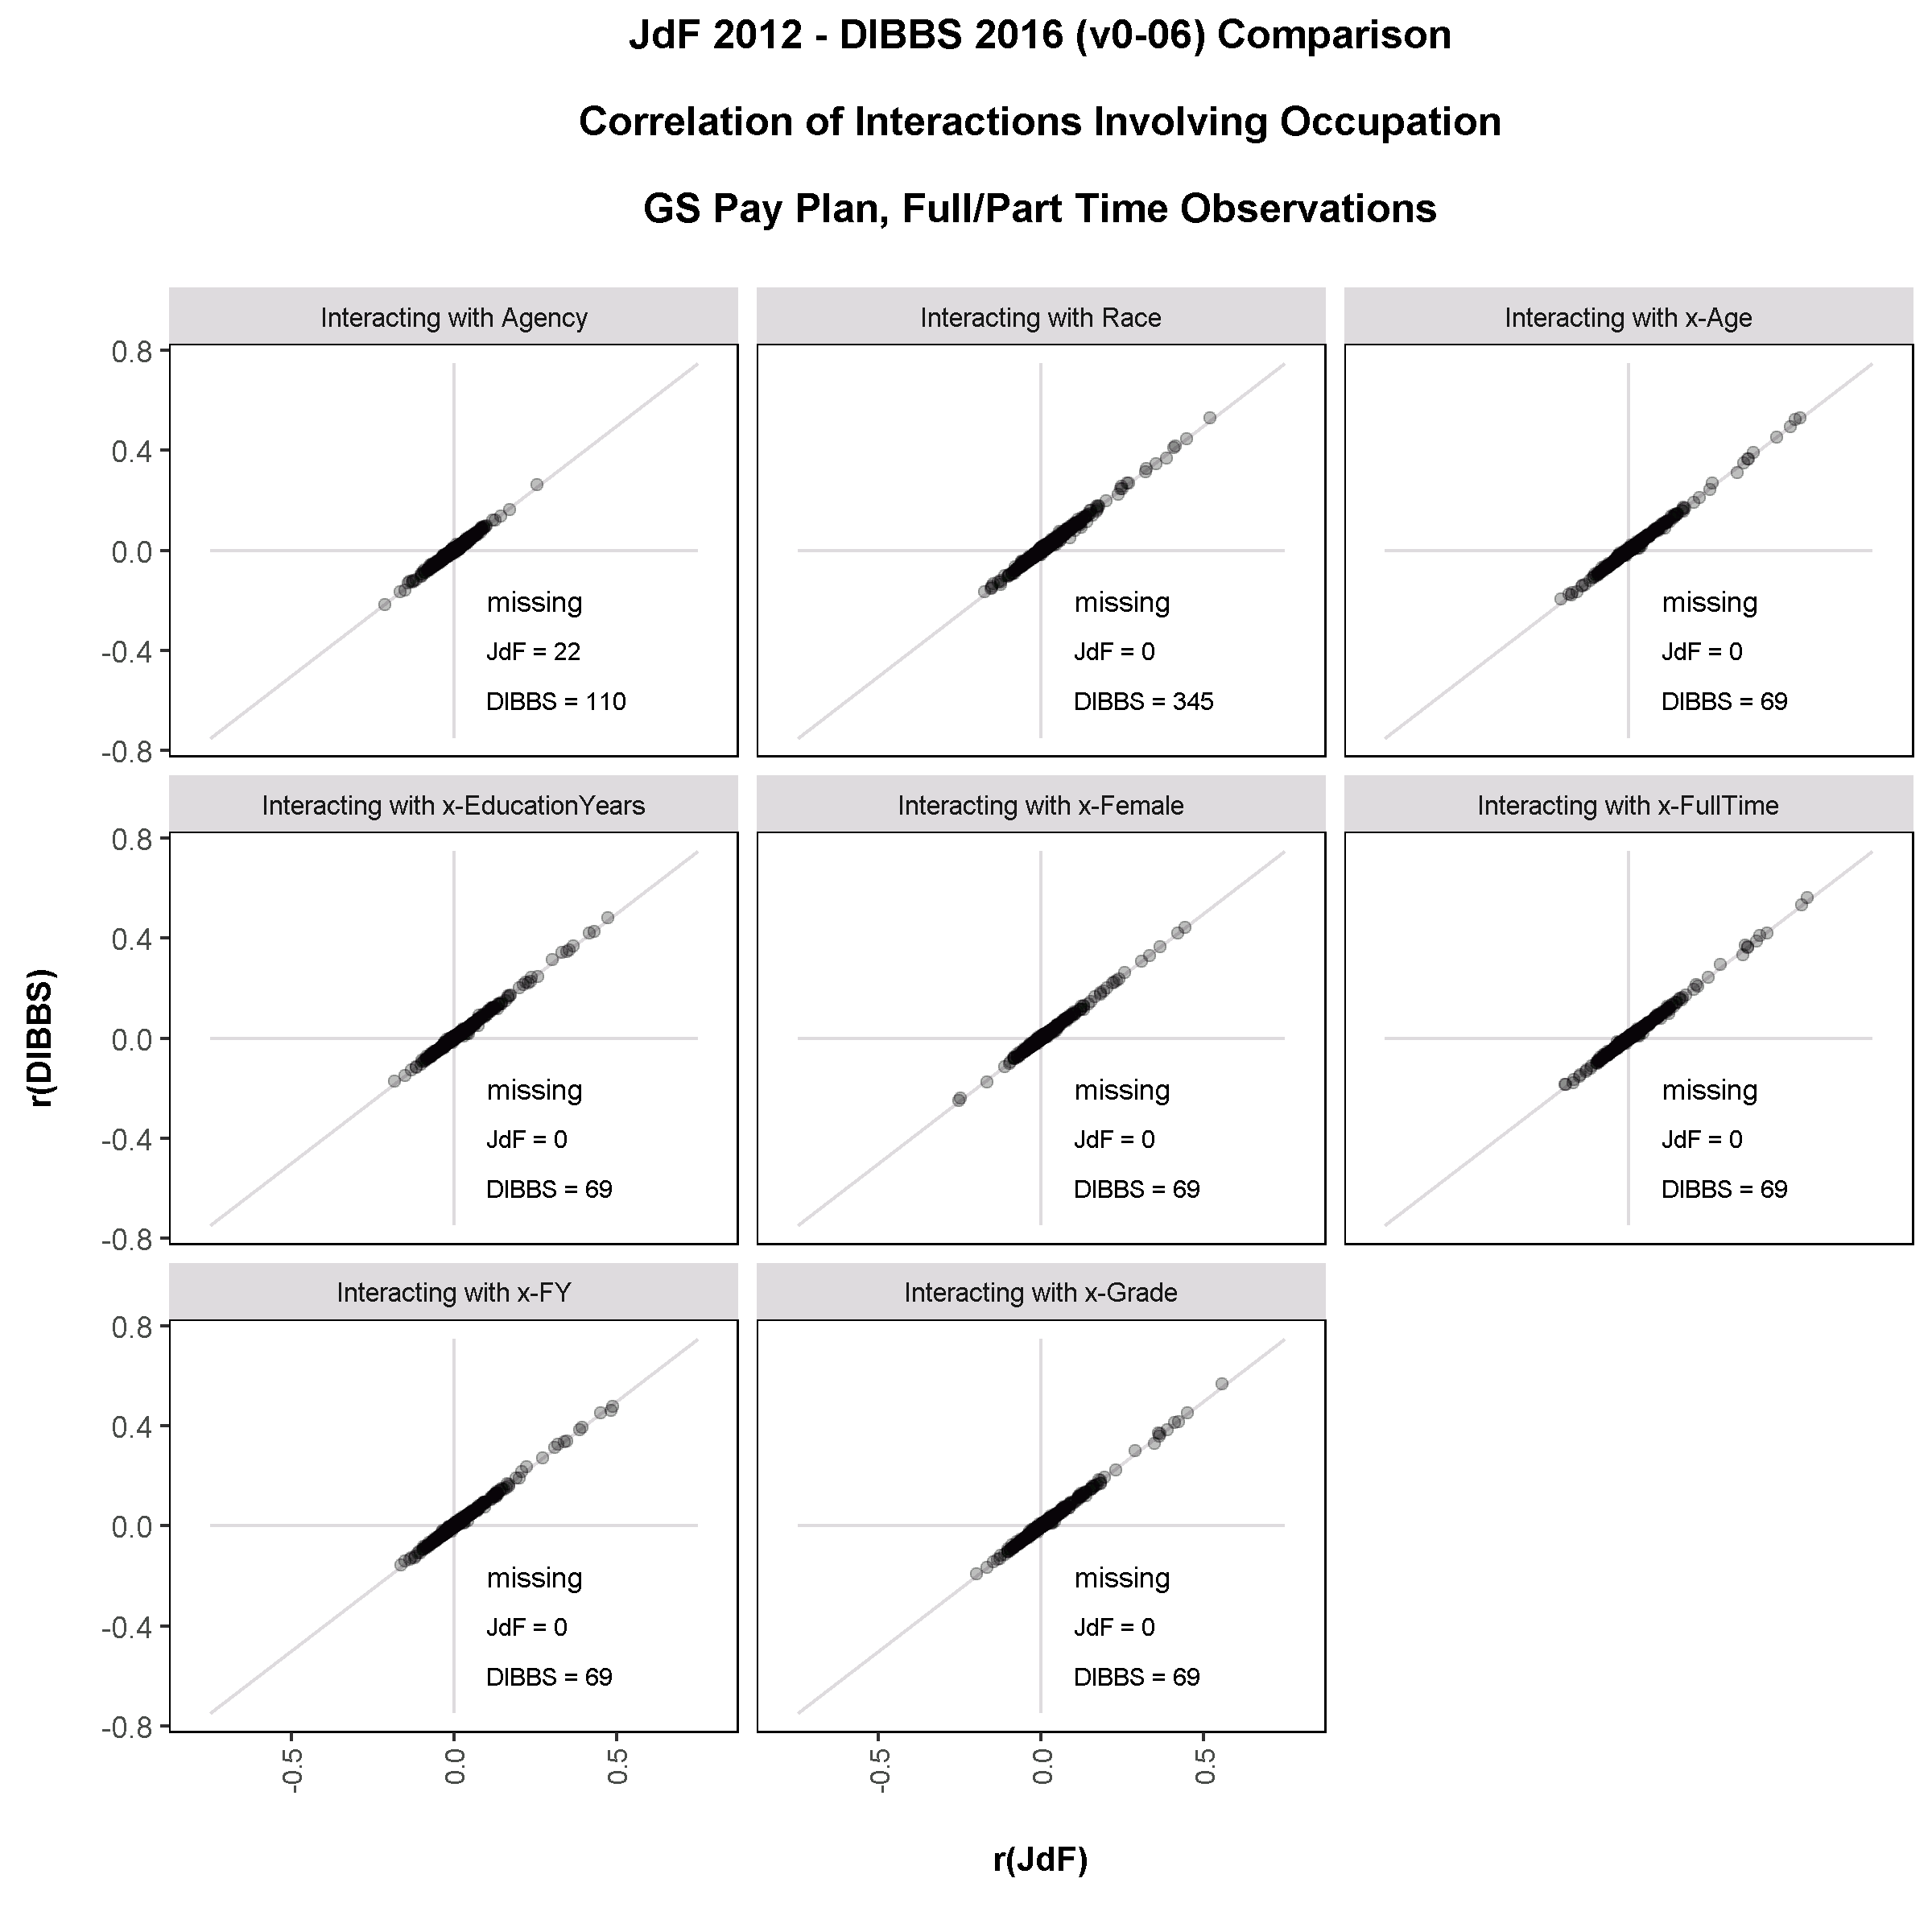 JdF 2012 - DIBBS 2016 (v0-06) Comparison
Correlation of Interactions Involving Occupation
GS Pay Plan, Full/Part Time Observations
Interacting with Agency
Interacting with Race
Interacting with x-Age
0.8
0.4
0.0
-0.4
-0.8
missing
JdF = 22
DIBBS = 110
missing
JdF = 0
DIBBS = 345
missing
JdF = 0
DIBBS = 69
Interacting with x-EducationYears
Interacting with x-Female
Interacting with x-FullTime
0.8
0.4
0.0
-0.4
-0.8
missing
JdF = 0
DIBBS = 69
missing
JdF = 0
DIBBS = 69
missing
JdF = 0
DIBBS = 69
r(DIBBS)
Interacting with x-FY
Interacting with x-Grade
0.8
0.4
0.0
-0.4
-0.8
missing
JdF = 0
DIBBS = 69
missing
JdF = 0
DIBBS = 69
-0.5
0.0
0.5
-0.5
0.0
0.5
r(JdF)